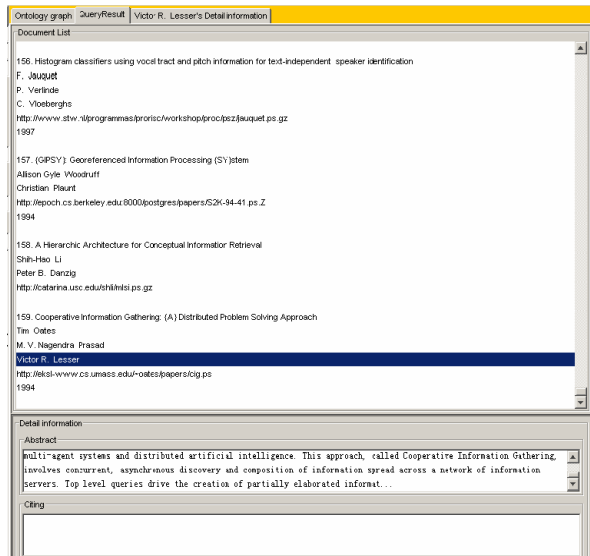 Ontology graph QueryResult Victor R. Lesser's Detail information
Document List
156. Histogram classifiers using vocel tract and pitch information for text-independent speaker identification
F. Jauquet
P. Verlinde
C. Vloeberghs
http://www.stw.nl/programmas/prorisc/workshop/proc/psz/jauquet.ps.gz
1997
157. {GIPSY}: Georeferenced Information Processing {SY}stem
Allison Gyle Woodruff
Christian Plaunt
http://epoch.cs.berkeley.edu:8000/postgres/papers/S2K-94-41.ps.Z
1994
158. A Hierarchic Architecture for Conceptual Information Retrieval
Shih-Hao Li
Peter B. Danzig
http://catarina.usc.edu/shli/mlsi.ps.gz
159. Cooperative Information Gathering: {A} Distributed Problem Solving Approach
Tim Oates
M. V. Nagendra Prasad
Victor R. Lesser
http://eksl-www.cs.umass.edu/~oates/papers/cig.ps
1994
Detail information
Abstract
multi-agent systems and distributed artificial intelligence. This approach, called Cooperative Information Gathering,
involves concurrent, asynchronous discovery and composition of information spread across a network of information
servers. Top level queries drive the creation of partially elaborated informat...
Citing